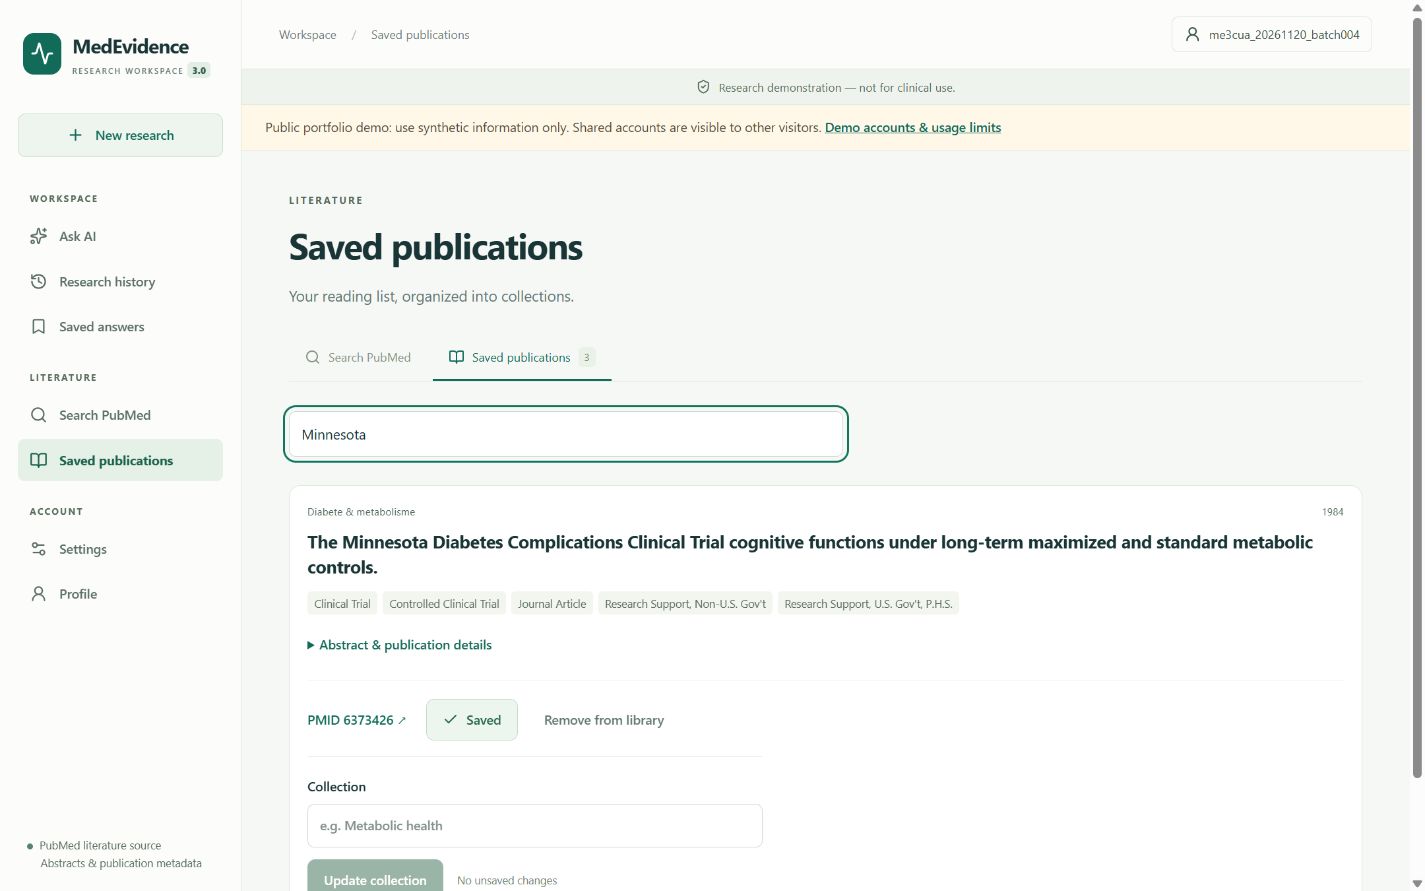 MedEvidence
RESEARCH WORKSPACE 3.0
New research
WORKSPACE
Ask AI
Research history
Saved answers
LITERATURE
Search PubMed
Saved publications
ACCOUNT
Settings
Profile
PubMed literature source
Abstracts & publication metadata
Workspace / Saved publications
me3cua_20261120_batch004
Research demonstration — not for clinical use.
Public portfolio demo: use synthetic information only. Shared accounts are visible to other visitors. Demo accounts & usage limits
LITERATURE
Saved publications
Your reading list, organized into collections.
Search PubMed
Saved publications 3
Minnesota
Diabete & metabolisme
1984
The Minnesota Diabetes Complications Clinical Trial cognitive functions under long-term maximized and standard metabolic
controls.
Clinical Trial
Controlled Clinical Trial
Journal Article
Research Support, Non-U.S. Gov't
Research Support, U.S. Gov't, P.H.S.
Abstract & publication details
PMID 6373426 ↗
Saved
Remove from library
Collection
e.g. Metabolic health
Update collection
No unsaved changes